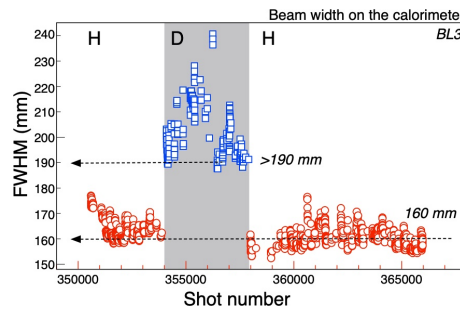 Beam width on the calorimete
BL3
H
D
H
240
230
220
210
200
190
180
170
160
150
FWHM (mm)
>190 mm
160 mm
350000
355000
360000
365000
Shot number